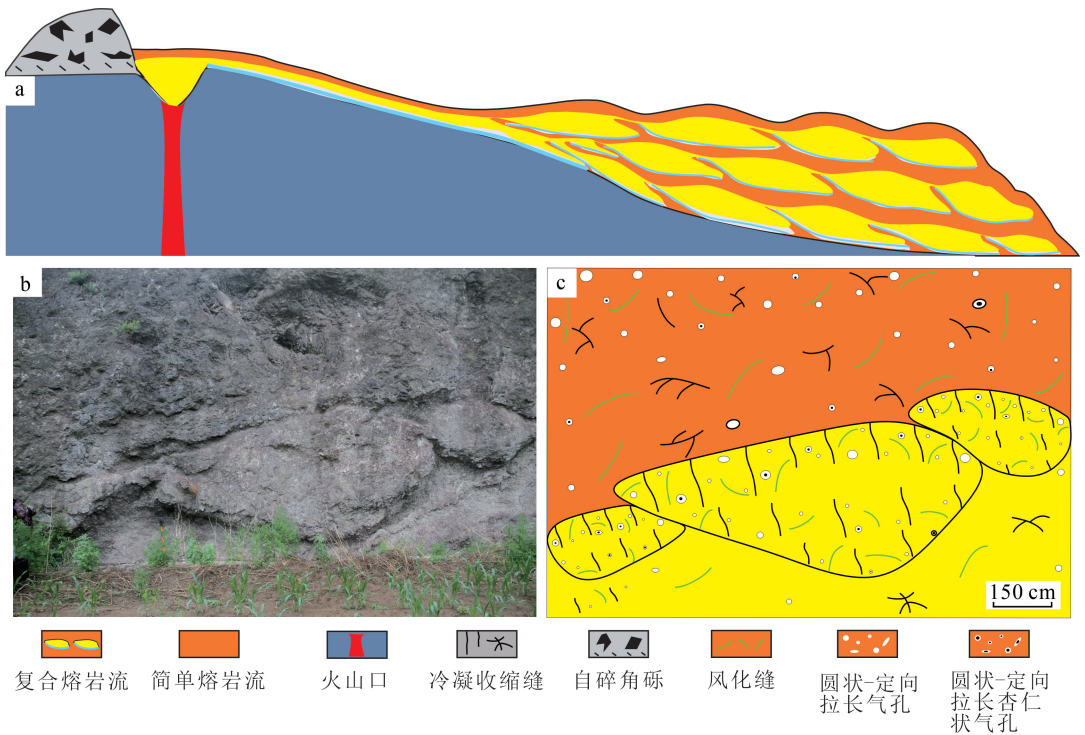 a
b
c
150 cm
复合熔岩流
简单熔岩流
火山口
冷凝收缩缝
自碎角砾
风化缝
圆状-定向
拉长气孔
圆状-定向
拉长杏仁
状气孔